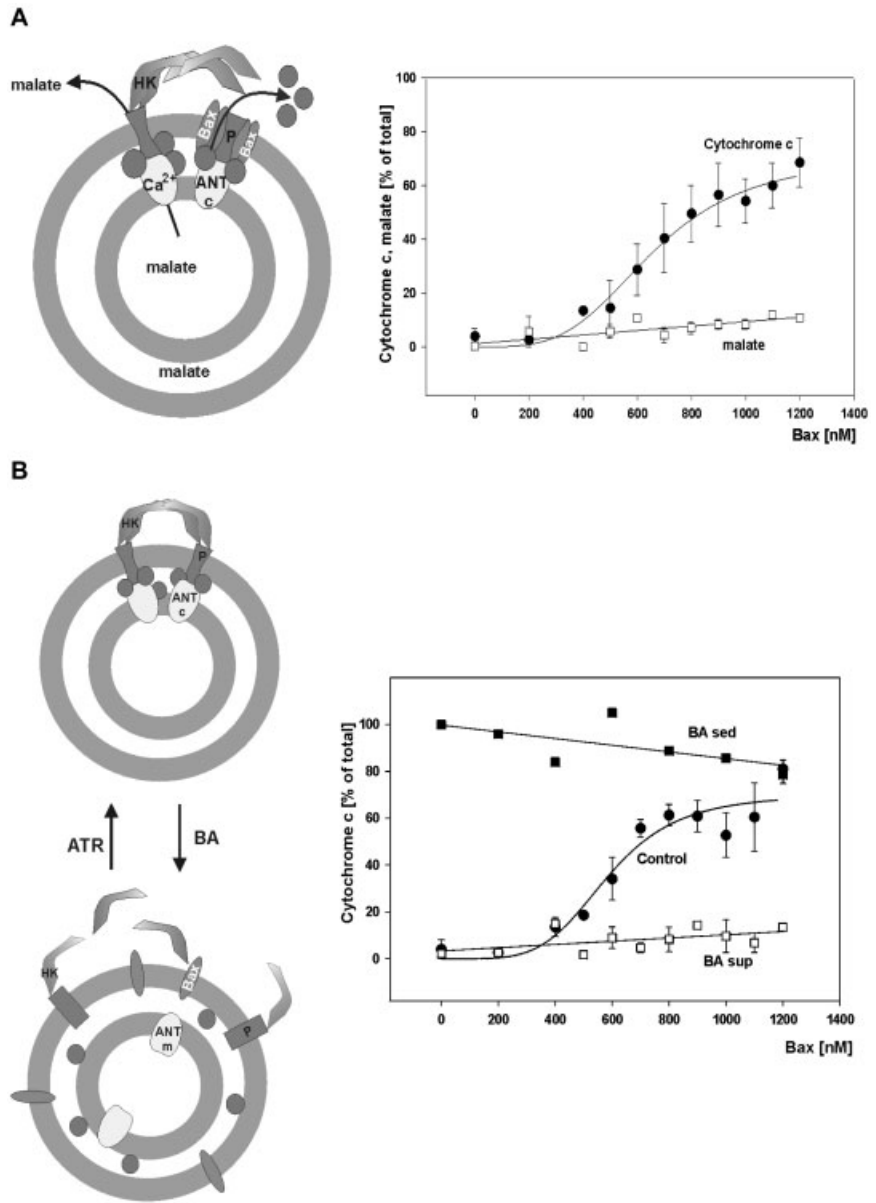 A
malate
HK
Bax
P
Bax
Ca2+
ANT
c
malate
malate
Cytochrome c, malate [% of total]
100
80
60
40
20
0
Cytochrome c
malate
0 200 400 600 800 1000 1200 1400
Bax [nM]
B
HK
P
ANT
c
ATR
BA
HK
Bax
ANT
m
P
Cytochrome c [% of total]
100
80
60
40
20
0
BA sed
Control
BA sup
0 200 400 600 800 1000 1200 1400
Bax [nM]